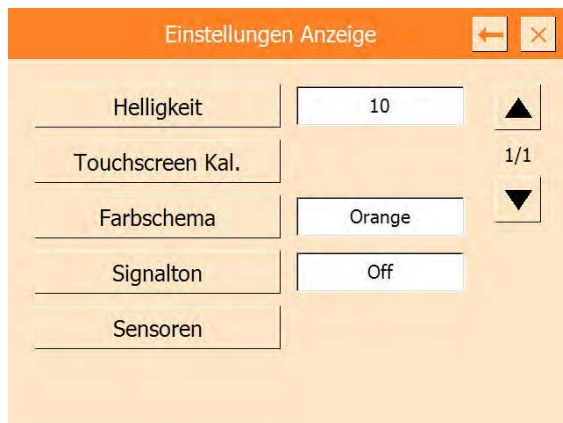 Einstellungen Anzeige
Helligkeit 10
Touchscreen Kal. 1/1
Farbschema Orange
Signalton Off
Sensoren